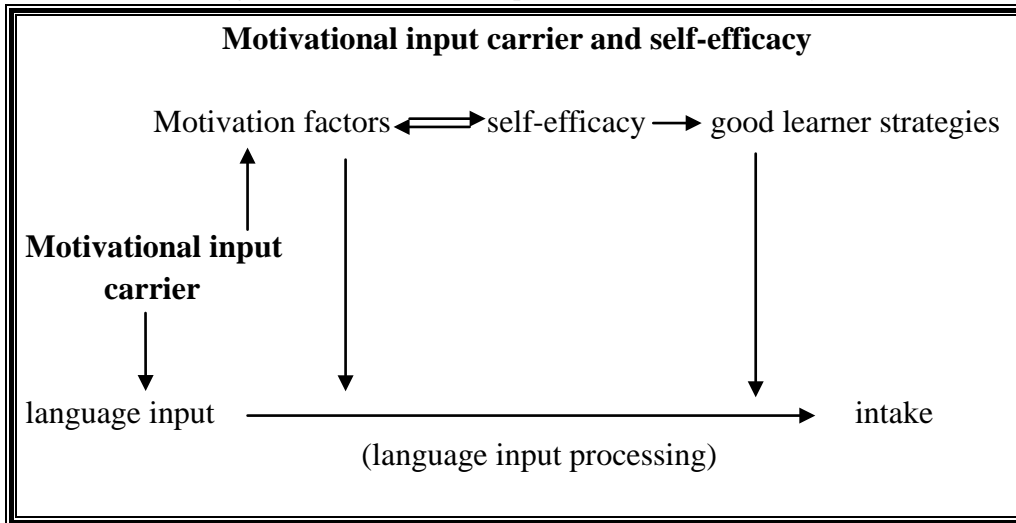 Motivational input carrier and self-efficacy
Motivation factors self-efficacy good learner strategies
Motivational input
carrier
language input intake
(language input processing)